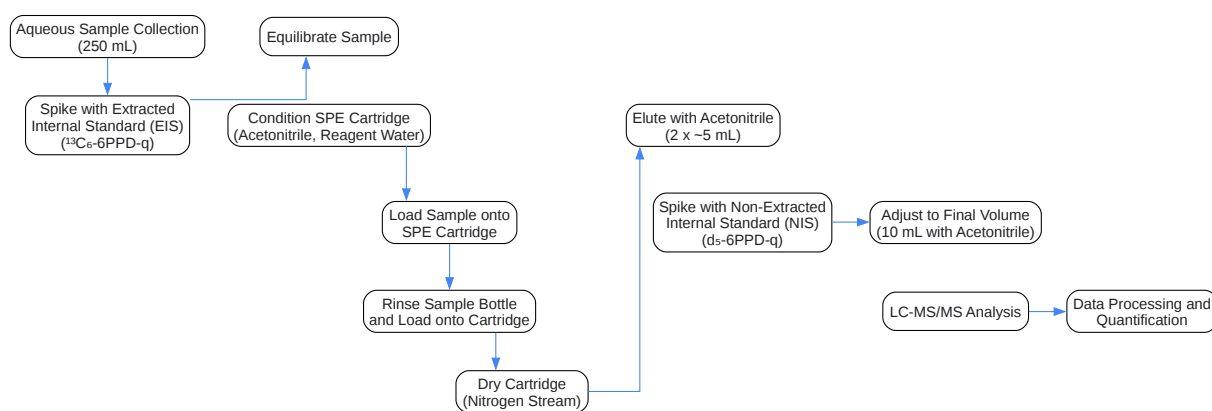 Aqueous Sample Collection
(250 mL)
Equilibrate Sample
Spike with Extracted
Internal Standard (EIS)
(¹³C₆-6PPD-q)
Condition SPE Cartridge
(Acetonitrile, Reagent Water)
Load Sample onto
SPE Cartridge
Rinse Sample Bottle
and Load onto Cartridge
Dry Cartridge
(Nitrogen Stream)
Elute with Acetonitrile
(2 x ~5 mL)
Spike with Non-Extracted
Internal Standard (NIS)
(d₅-6PPD-q)
Adjust to Final Volume
(10 mL with Acetonitrile)
LC-MS/MS Analysis
Data Processing and
Quantification